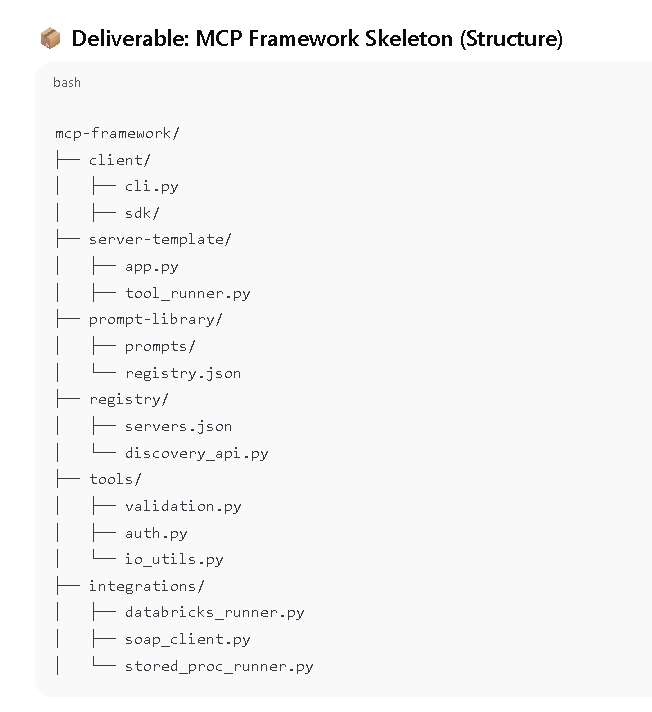 📦 Deliverable: MCP Framework Skeleton (Structure)
bash
mcp-framework/
├── client/
│   ├── cli.py
│   ├── sdk/
├── server-template/
│   ├── app.py
│   ├── tool_runner.py
├── prompt-library/
│   ├── prompts/
│   └── registry.json
├── registry/
│   ├── servers.json
│   └── discovery_api.py
├── tools/
│   ├── validation.py
│   ├── auth.py
│   └── io_utils.py
├── integrations/
│   ├── databricks_runner.py
│   ├── soap_client.py
│   └── stored_proc_runner.py